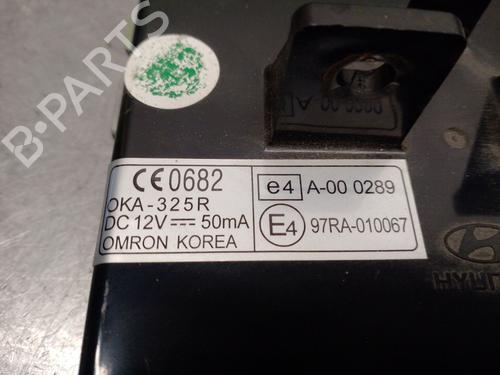 B-PARTS
CE0682
OKA-325R
DC 12V 50mA
OMRON KOREA
e4 A-00 0289
E4 97RA-010067